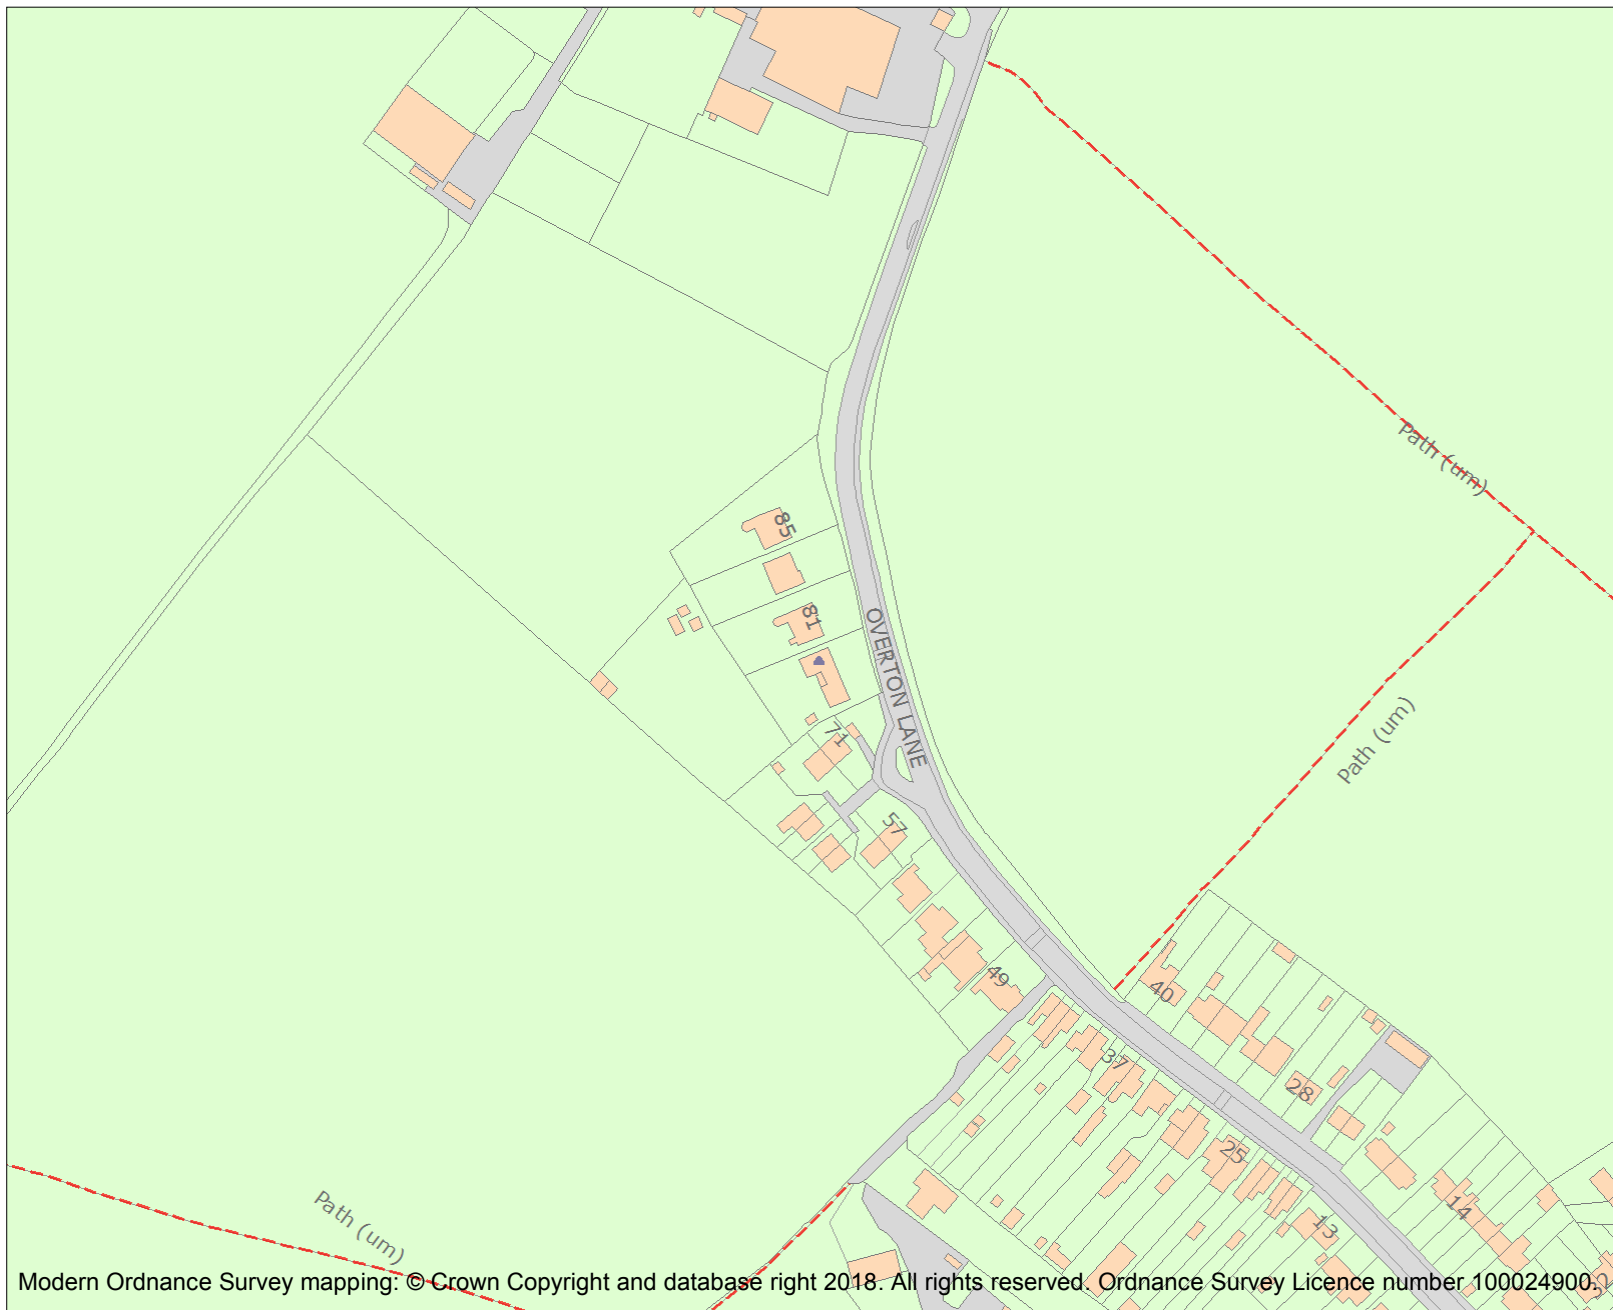 Path (um)
85
81
OVERTON LANE
71
Path (um)
57
49
40
37
28
25
14
13
Path (um)
Modern Ordnance Survey mapping: © Crown Copyright and database right 2018. All rights reserved. Ordnance Survey Licence number 100024900.